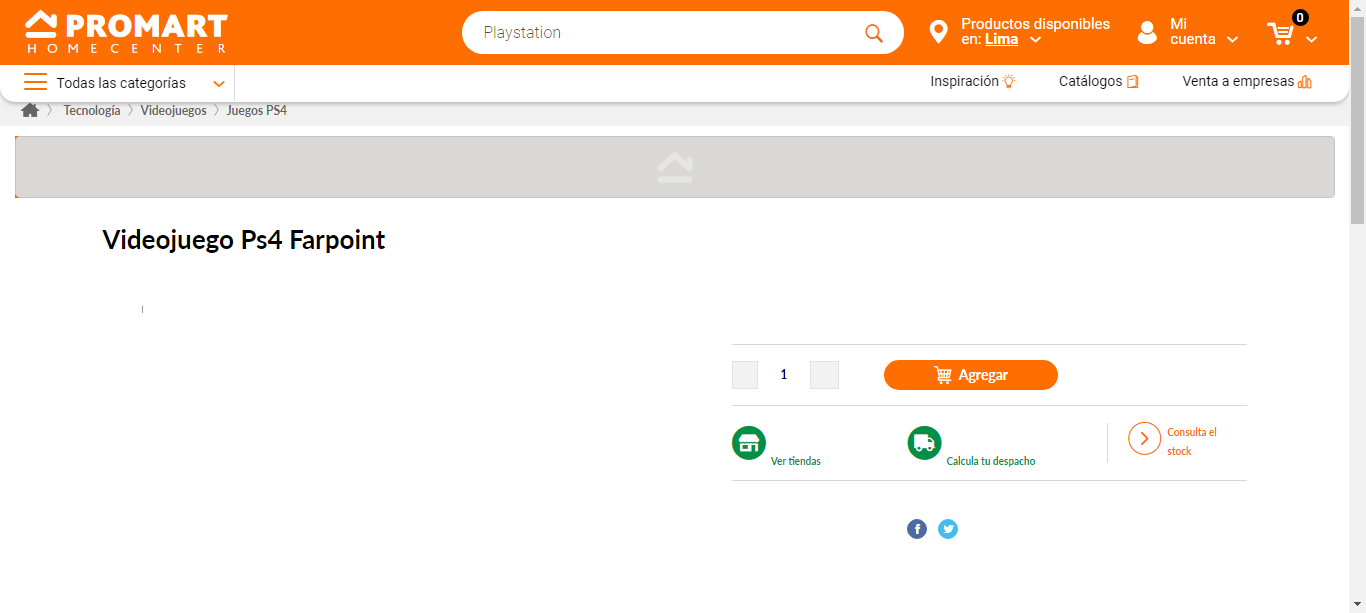 PROMART
HOMECENTER
Playstation
Productos disponibles
en: Lima
Mi
cuenta
0
Todas las categorías
Inspiración
Catálogos
Venta a empresas
Tecnología
Videojuegos
Juegos PS4
Videojuego Ps4 Farpoint
1
Agregar
Ver tiendas
Calcula tu despacho
Consulta el
stock